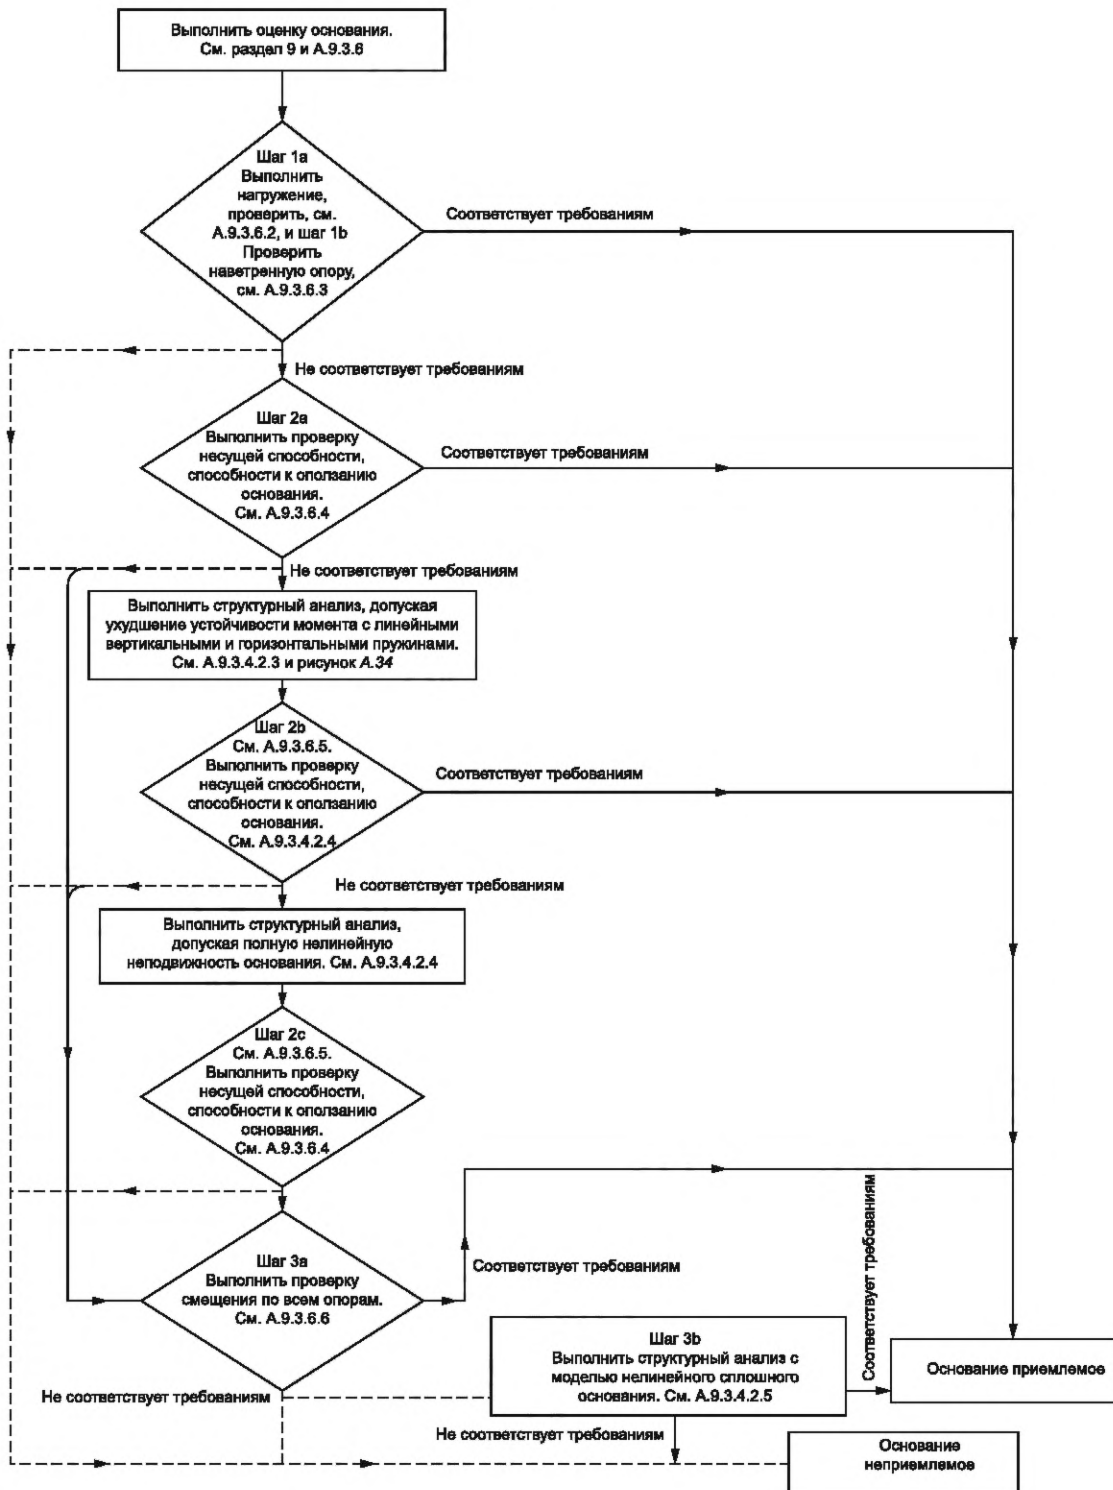 Выполнить оценку основания.
См. раздел 9 и А.9.3.6
Шаг 1a
Выполнить
нагружение,
проверить, см.
А.9.3.6.2, и шаг 1b
Проверить
наветренную опору,
см. А.9.3.6.3
Соответствует требованиям
Не соответствует требованиям
Шаг 2a
Выполнить проверку
несущей способности,
способности к оползанию
основания.
См. А.9.3.6.4
Соответствует требованиям
Не соответствует требованиям
Выполнить структурный анализ, допуская
ухудшение устойчивости момента с линейными
вертикальными и горизонтальными пружинами.
См. А.9.3.4.2.3 и рисунок А.34
Шаг 2b
См. А.9.3.6.5.
Выполнить проверку
несущей способности,
способности к оползанию
основания.
См. А.9.3.4.2.4
Соответствует требованиям
Не соответствует требованиям
Выполнить структурный анализ,
допуская полную нелинейную
неподвижность основания. См. А.9.3.4.2.4
Шаг 2c
См. А.9.3.6.5.
Выполнить проверку
несущей способности,
способности к оползанию
основания.
См. А.9.3.6.4
Шаг 3a
Выполнить проверку
смещения по всем опорам.
См. А.9.3.6.6
Соответствует требованиям
Не соответствует требованиям
Шаг 3b
Выполнить структурный анализ с
моделью нелинейного сплошного
основания. См. А.9.3.4.2.5
Соответствует требованиям
Основание приемлемое
Не соответствует требованиям
Основание
неприемлемое